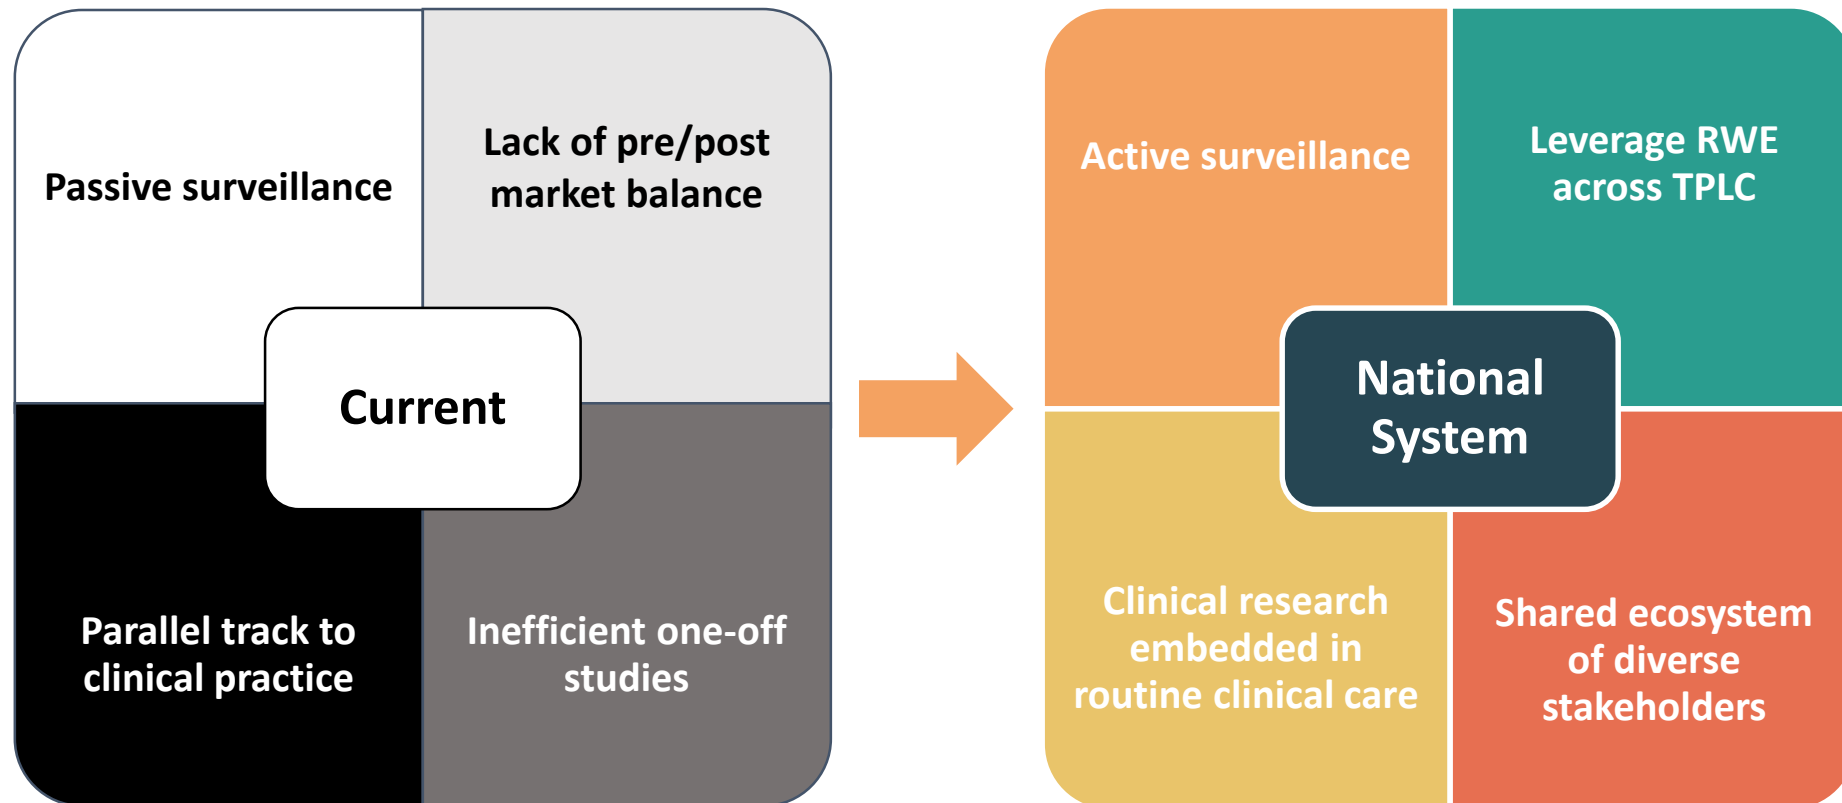 Passive surveillance
Lack of pre/post
market balance
Current
Parallel track to
clinical practice
Inefficient one-off
studies
Active surveillance
Leverage RWE
across TPLC
National
System
Clinical research
embedded in
routine clinical care
Shared ecosystem
of diverse
stakeholders